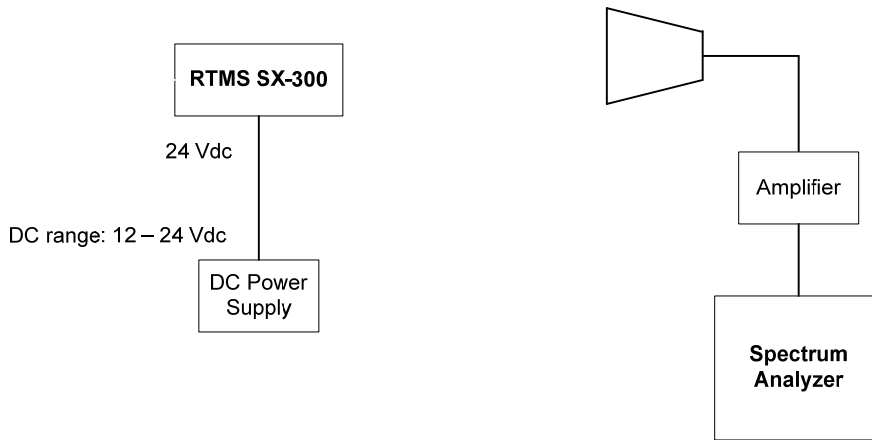 RTMS SX-300
24 Vdc
DC range: 12 – 24 Vdc
DC Power
Supply
Amplifier
Spectrum
Analyzer